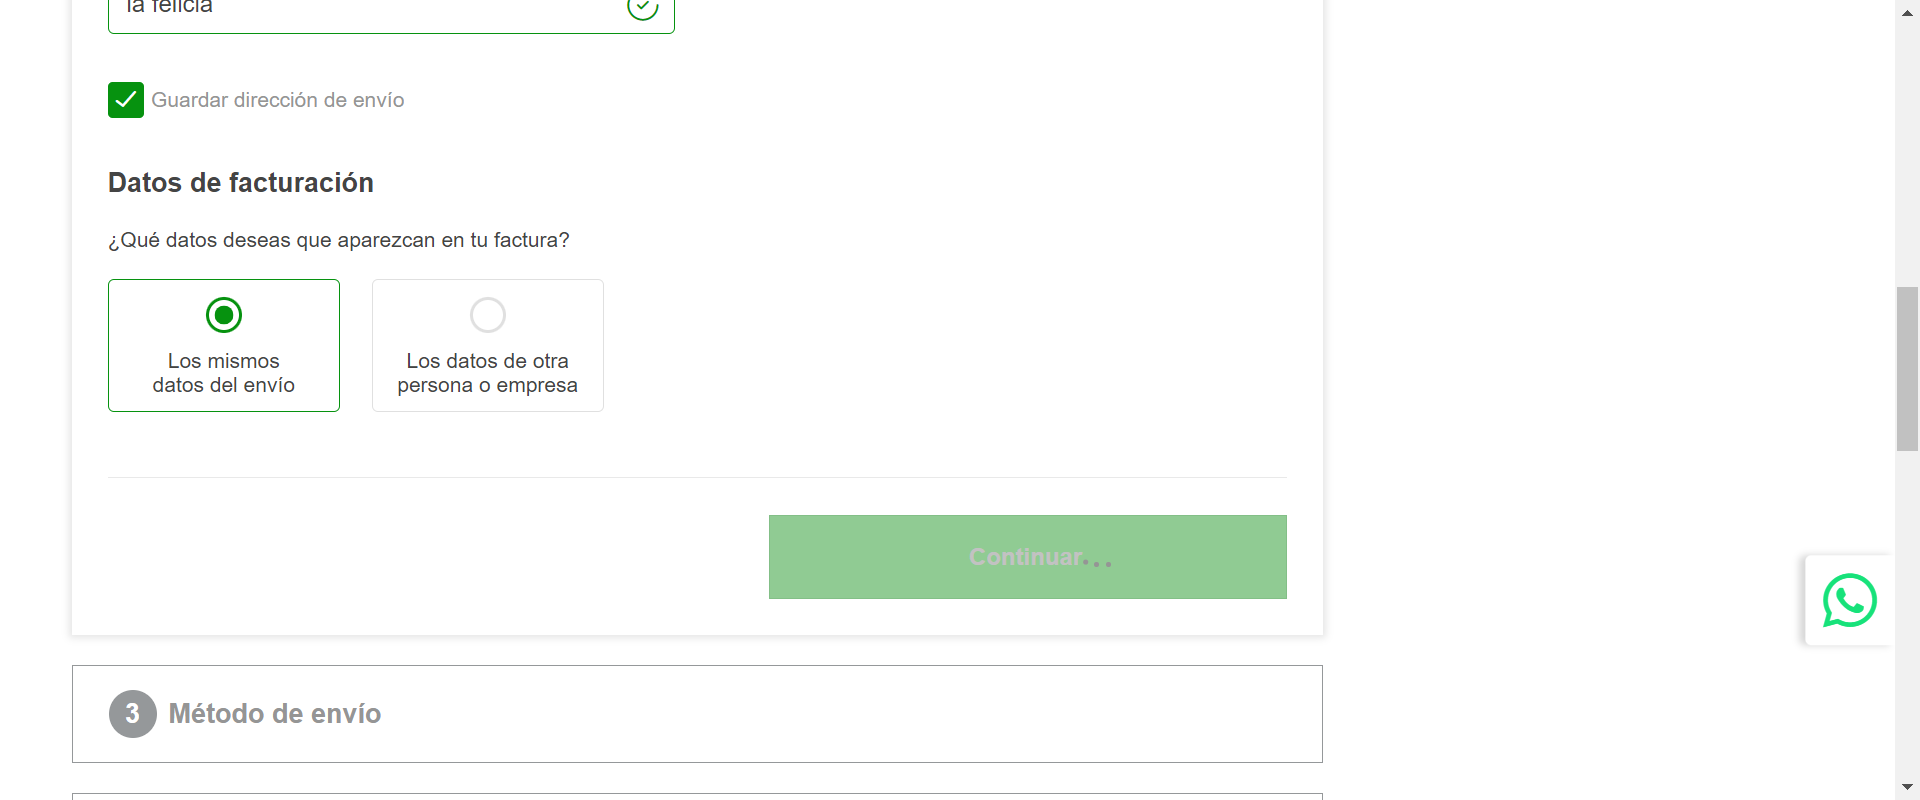 la felicia
Guardar dirección de envío
Datos de facturación
¿Qué datos deseas que aparezcan en tu factura?
Los mismos
datos del envío
Los datos de otra
persona o empresa
Continuar...
3 Método de envío